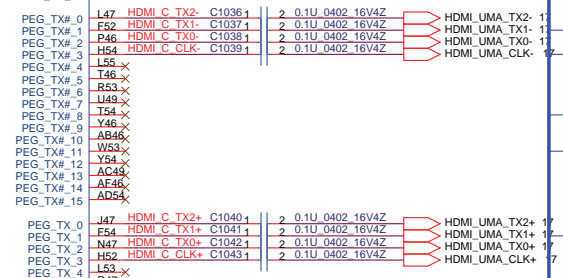 PEG_TX#_0 L47 HDMI_C_TX2- C1036 1 2 0.1U_0402_16V4Z HDMI_UMA_TX2- 17
PEG_TX#_1 F52 HDMI_C_TX1- C1037 1 2 0.1U_0402_16V4Z HDMI_UMA_TX1- 17
PEG_TX#_2 P46 HDMI_C_TX0- C1038 1 2 0.1U_0402_16V4Z HDMI_UMA_TX0- 17
PEG_TX#_3 H54 HDMI_C_CLK- C1039 1 2 0.1U_0402_16V4Z HDMI_UMA_CLK- 17
PEG_TX#_4 L55
PEG_TX#_5 T46
PEG_TX#_6 R53
PEG_TX#_7 U49
PEG_TX#_8 T54
PEG_TX#_9 Y46
PEG_TX#_10 AB46
PEG_TX#_11 W53
PEG_TX#_12 Y54
PEG_TX#_13 AC49
PEG_TX#_14 AF46
PEG_TX#_15 AD54
PEG_TX_0 J47 HDMI_C_TX2+ C1040 1 2 0.1U_0402_16V4Z HDMI_UMA_TX2+ 17
PEG_TX_1 F54 HDMI_C_TX1+ C1041 1 2 0.1U_0402_16V4Z HDMI_UMA_TX1+ 17
PEG_TX_2 N47 HDMI_C_TX0+ C1042 1 2 0.1U_0402_16V4Z HDMI_UMA_TX0+ 17
PEG_TX_3 H52 HDMI_C_CLK+ C1043 1 2 0.1U_0402_16V4Z HDMI_UMA_CLK+ 17
PEG_TX_4 L53